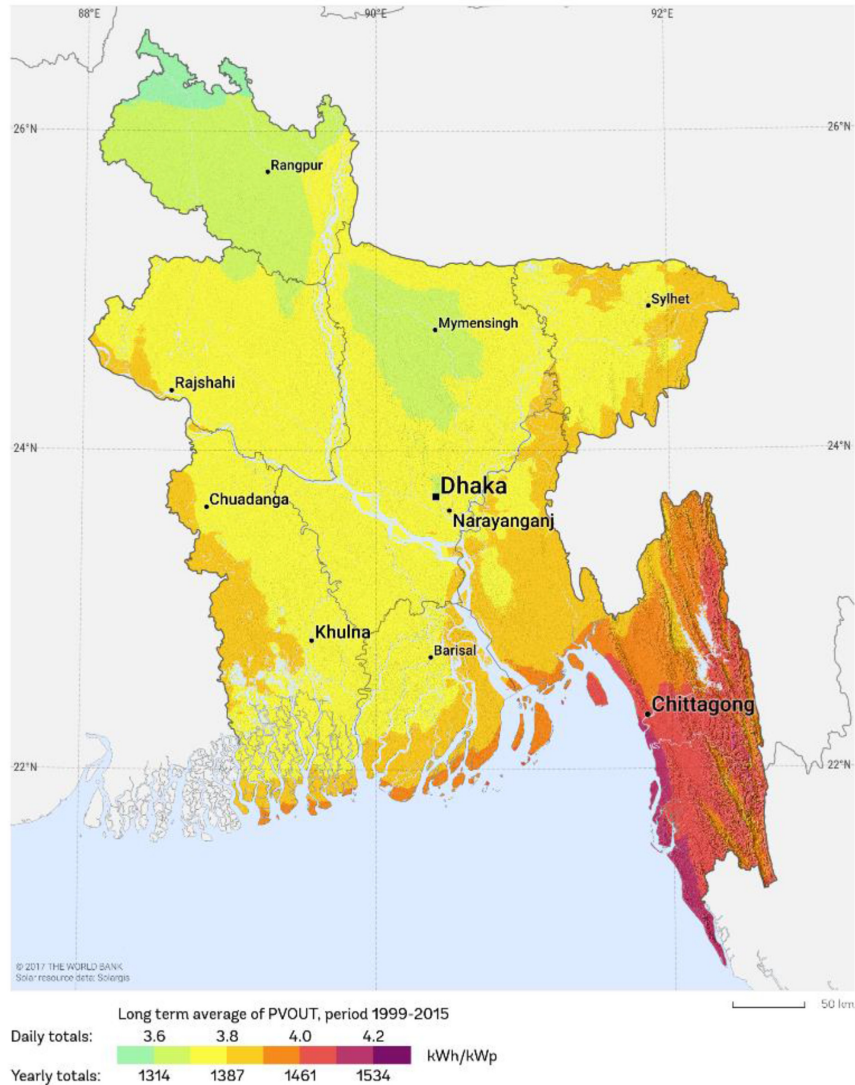 88°E 90°E 92°E
26°N 26°N
Rangpur
Sylhet
Mymensingh
Rajshahi
24°N 24°N
Dhaka
Chuadanga
Narayanganj
Khulna
Barisal
Chittagong
22°N 22°N
© 2017 THE WORLD BANK
Solar resource data: Solargis
50 km
Long term average of PVOUT, period 1999-2015
Daily totals: 3.6 3.8 4.0 4.2
kWh/kWp
Yearly totals: 1314 1387 1461 1534